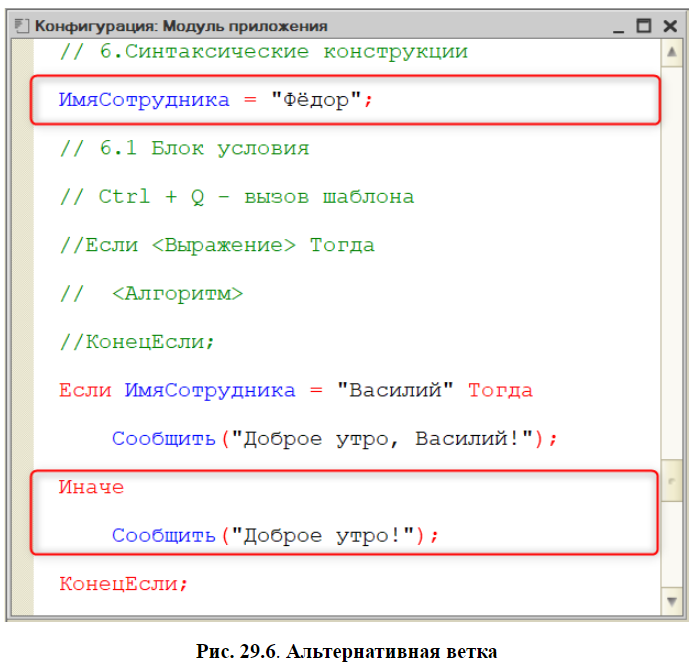 Конфигурация: Модуль приложения
// 6.Синтаксические конструкции
ИмяСотрудника = "Фёдор";
// 6.1 Блок условия
// Ctrl + Q - вызов шаблона
//Если <Выражение> Тогда
// <Алгоритм>
//КонецЕсли;
Если ИмяСотрудника = "Василий" Тогда
Сообщить("Доброе утро, Василий!");
Иначе
Сообщить("Доброе утро!");
КонецЕсли;
Рис. 29.6. Альтернативная ветка